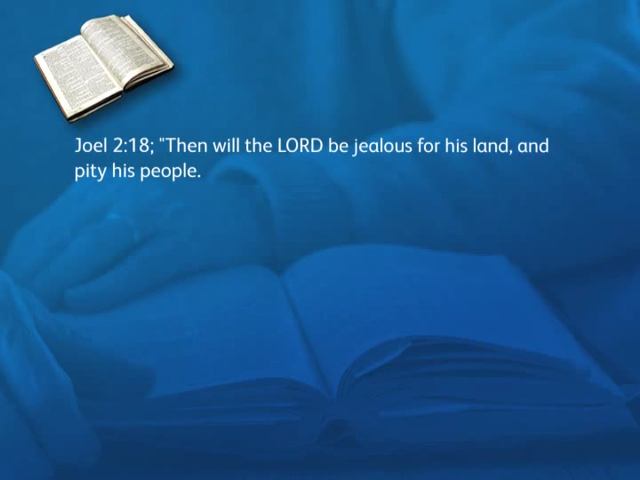 Joel 2:18; "Then will the LORD be jealous for his land, and
pity his people.